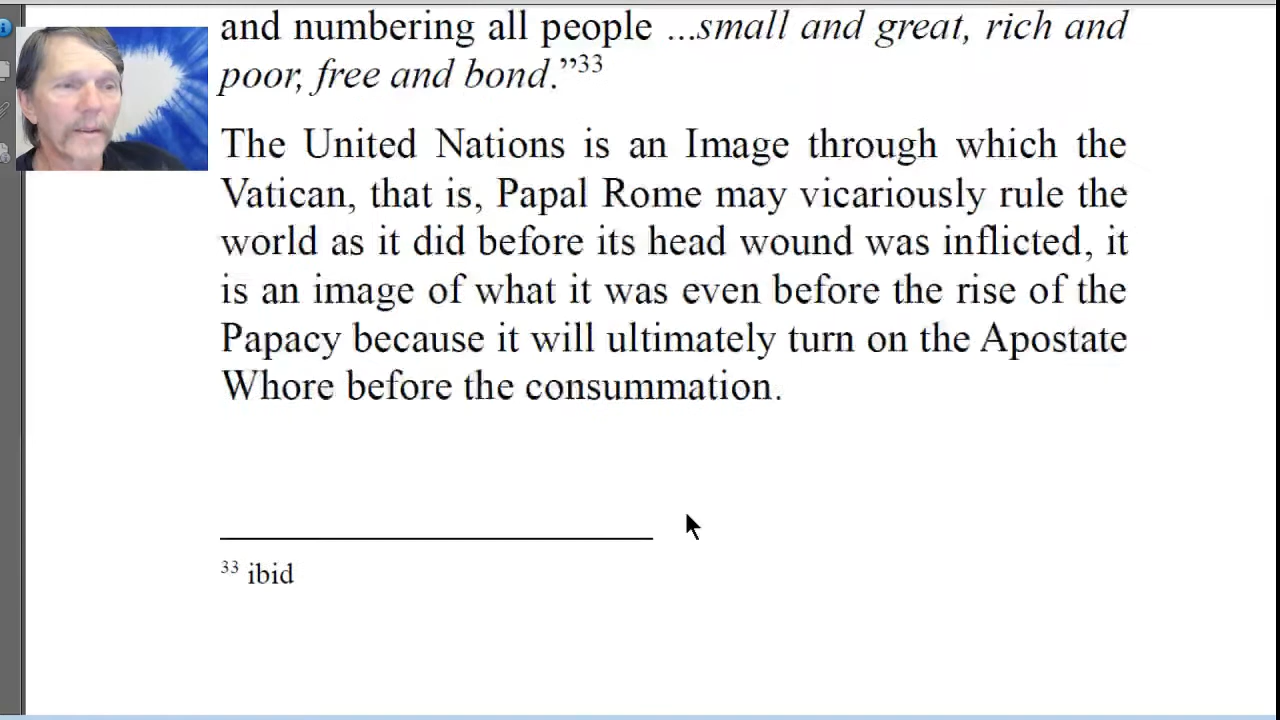 and numbering all people ...small and great, rich and
poor, free and bond.”33
The United Nations is an Image through which the
Vatican, that is, Papal Rome may vicariously rule the
world as it did before its head wound was inflicted, it
is an image of what it was even before the rise of the
Papacy because it will ultimately turn on the Apostate
Whore before the consummation.
33 ibid